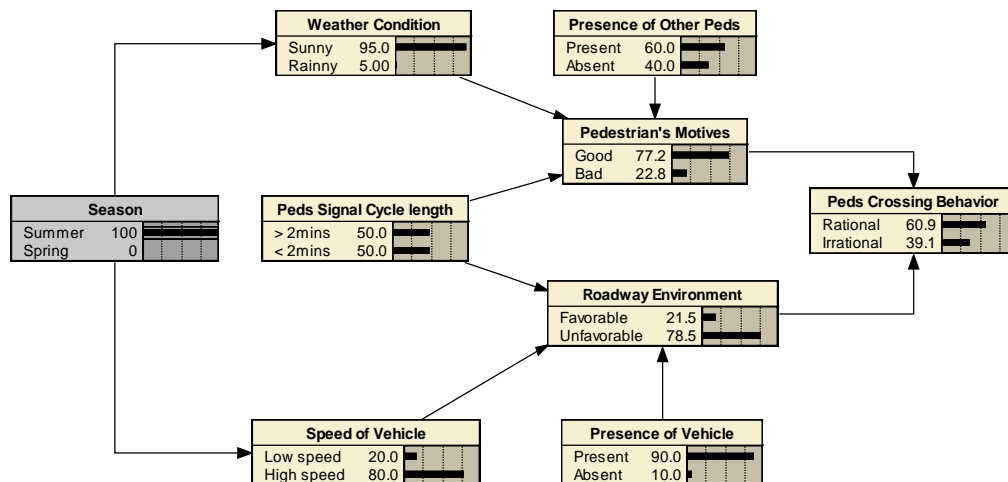 Weather Condition
Sunny 95.0
Rainny 5.00
Presence of Other Peds
Present 60.0
Absent 40.0
Pedestrian's Motives
Good 77.2
Bad 22.8
Season
Summer 100
Spring 0
Peds Signal Cycle length
> 2mins 50.0
< 2mins 50.0
Peds Crossing Behavior
Rational 60.9
Irrational 39.1
Roadway Environment
Favorable 21.5
Unfavorable 78.5
Speed of Vehicle
Low speed 20.0
High speed 80.0
Presence of Vehicle
Present 90.0
Absent 10.0